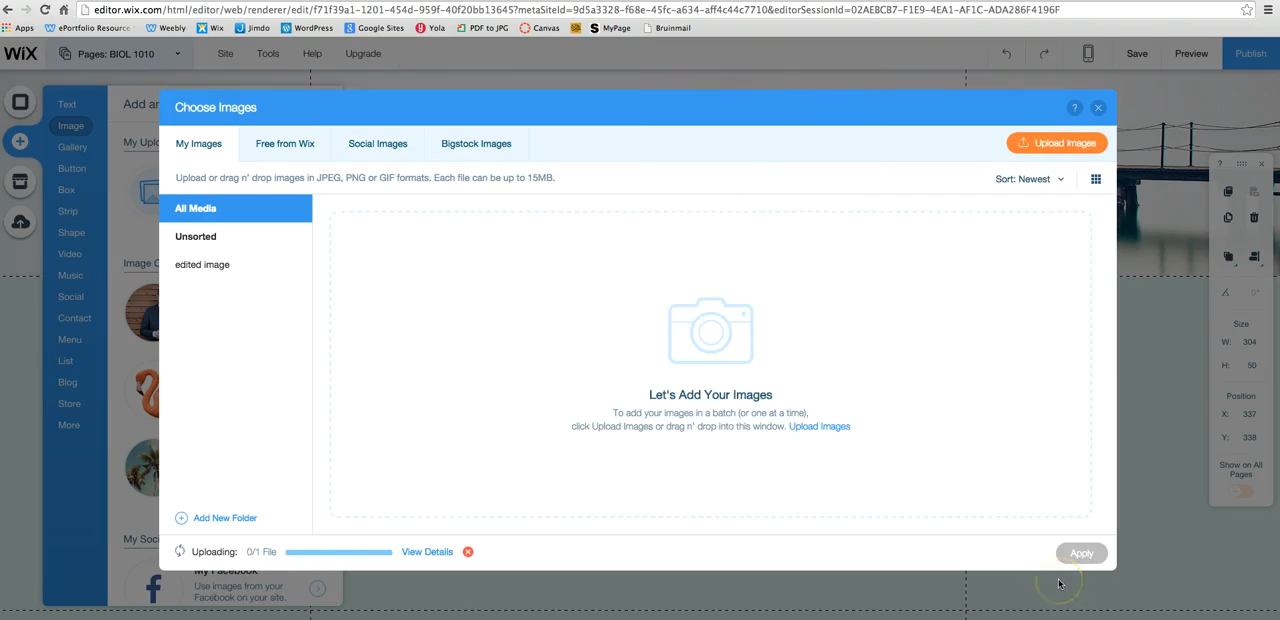 editor.wix.com/html/editor/web/renderer/edit/f71f39a1-1201-454d-959f-40f20bb13645?metaSiteId=9d5a3328-f68e-45fc-a634-aff4c44c7710&editorSessionId=02AEBCB7-F1E9-4EA1-AF1C-ADA286F4196F
Apps ePortfolio Resource Weebly Wix Jimdo WordPress Google Sites Yola PDF to JPG Canvas MyPage Bruinmail
WiX Pages: BIOL 1010 Site Tools Help Upgrade Save Preview Publish
Text
Image
Gallery
Button
Box
Strip
Shape
Video
Music
Social
Contact
Menu
List
Blog
Store
More
Add an
My Uplo
Image C
My Soci
My Facebook
Use images from your
Facebook on your site.
Choose Images ?
My Images Free from Wix Social Images Bigstock Images Upload Images
Upload or drag n' drop images in JPEG, PNG or GIF formats. Each file can be up to 15MB. Sort: Newest
All Media
Unsorted
edited image
Let's Add Your Images
To add your images in a batch (or one at a time),
click Upload Images or drag n' drop into this window. Upload Images
Add New Folder
Uploading: 0/1 File View Details
Apply
?
0°
Size
W: 304
H: 50
Position
X: 337
Y: 338
Show on All
Pages